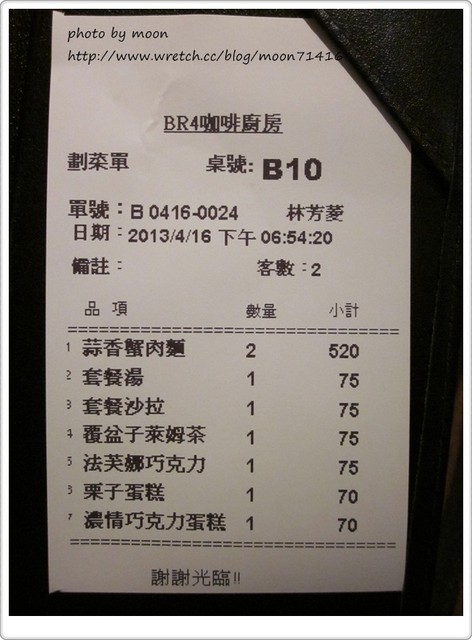 photo by moon
http://www.wretch.cc/blog/moon71416
BR4咖啡廚房
劃菜單 桌號: B10
單號：B 0416-0024 林芳菱
日期：2013/4/16 下午 06:54:20
備註： 客數：2
品 項 數量 小計
1 蒜香蟹肉麵 2 520
2 套餐湯 1 75
3 套餐沙拉 1 75
4 覆盆子萊姆茶 1 75
5 法芙娜巧克力 1 75
6 栗子蛋糕 1 70
7 濃情巧克力蛋糕 1 70
謝謝光臨!!